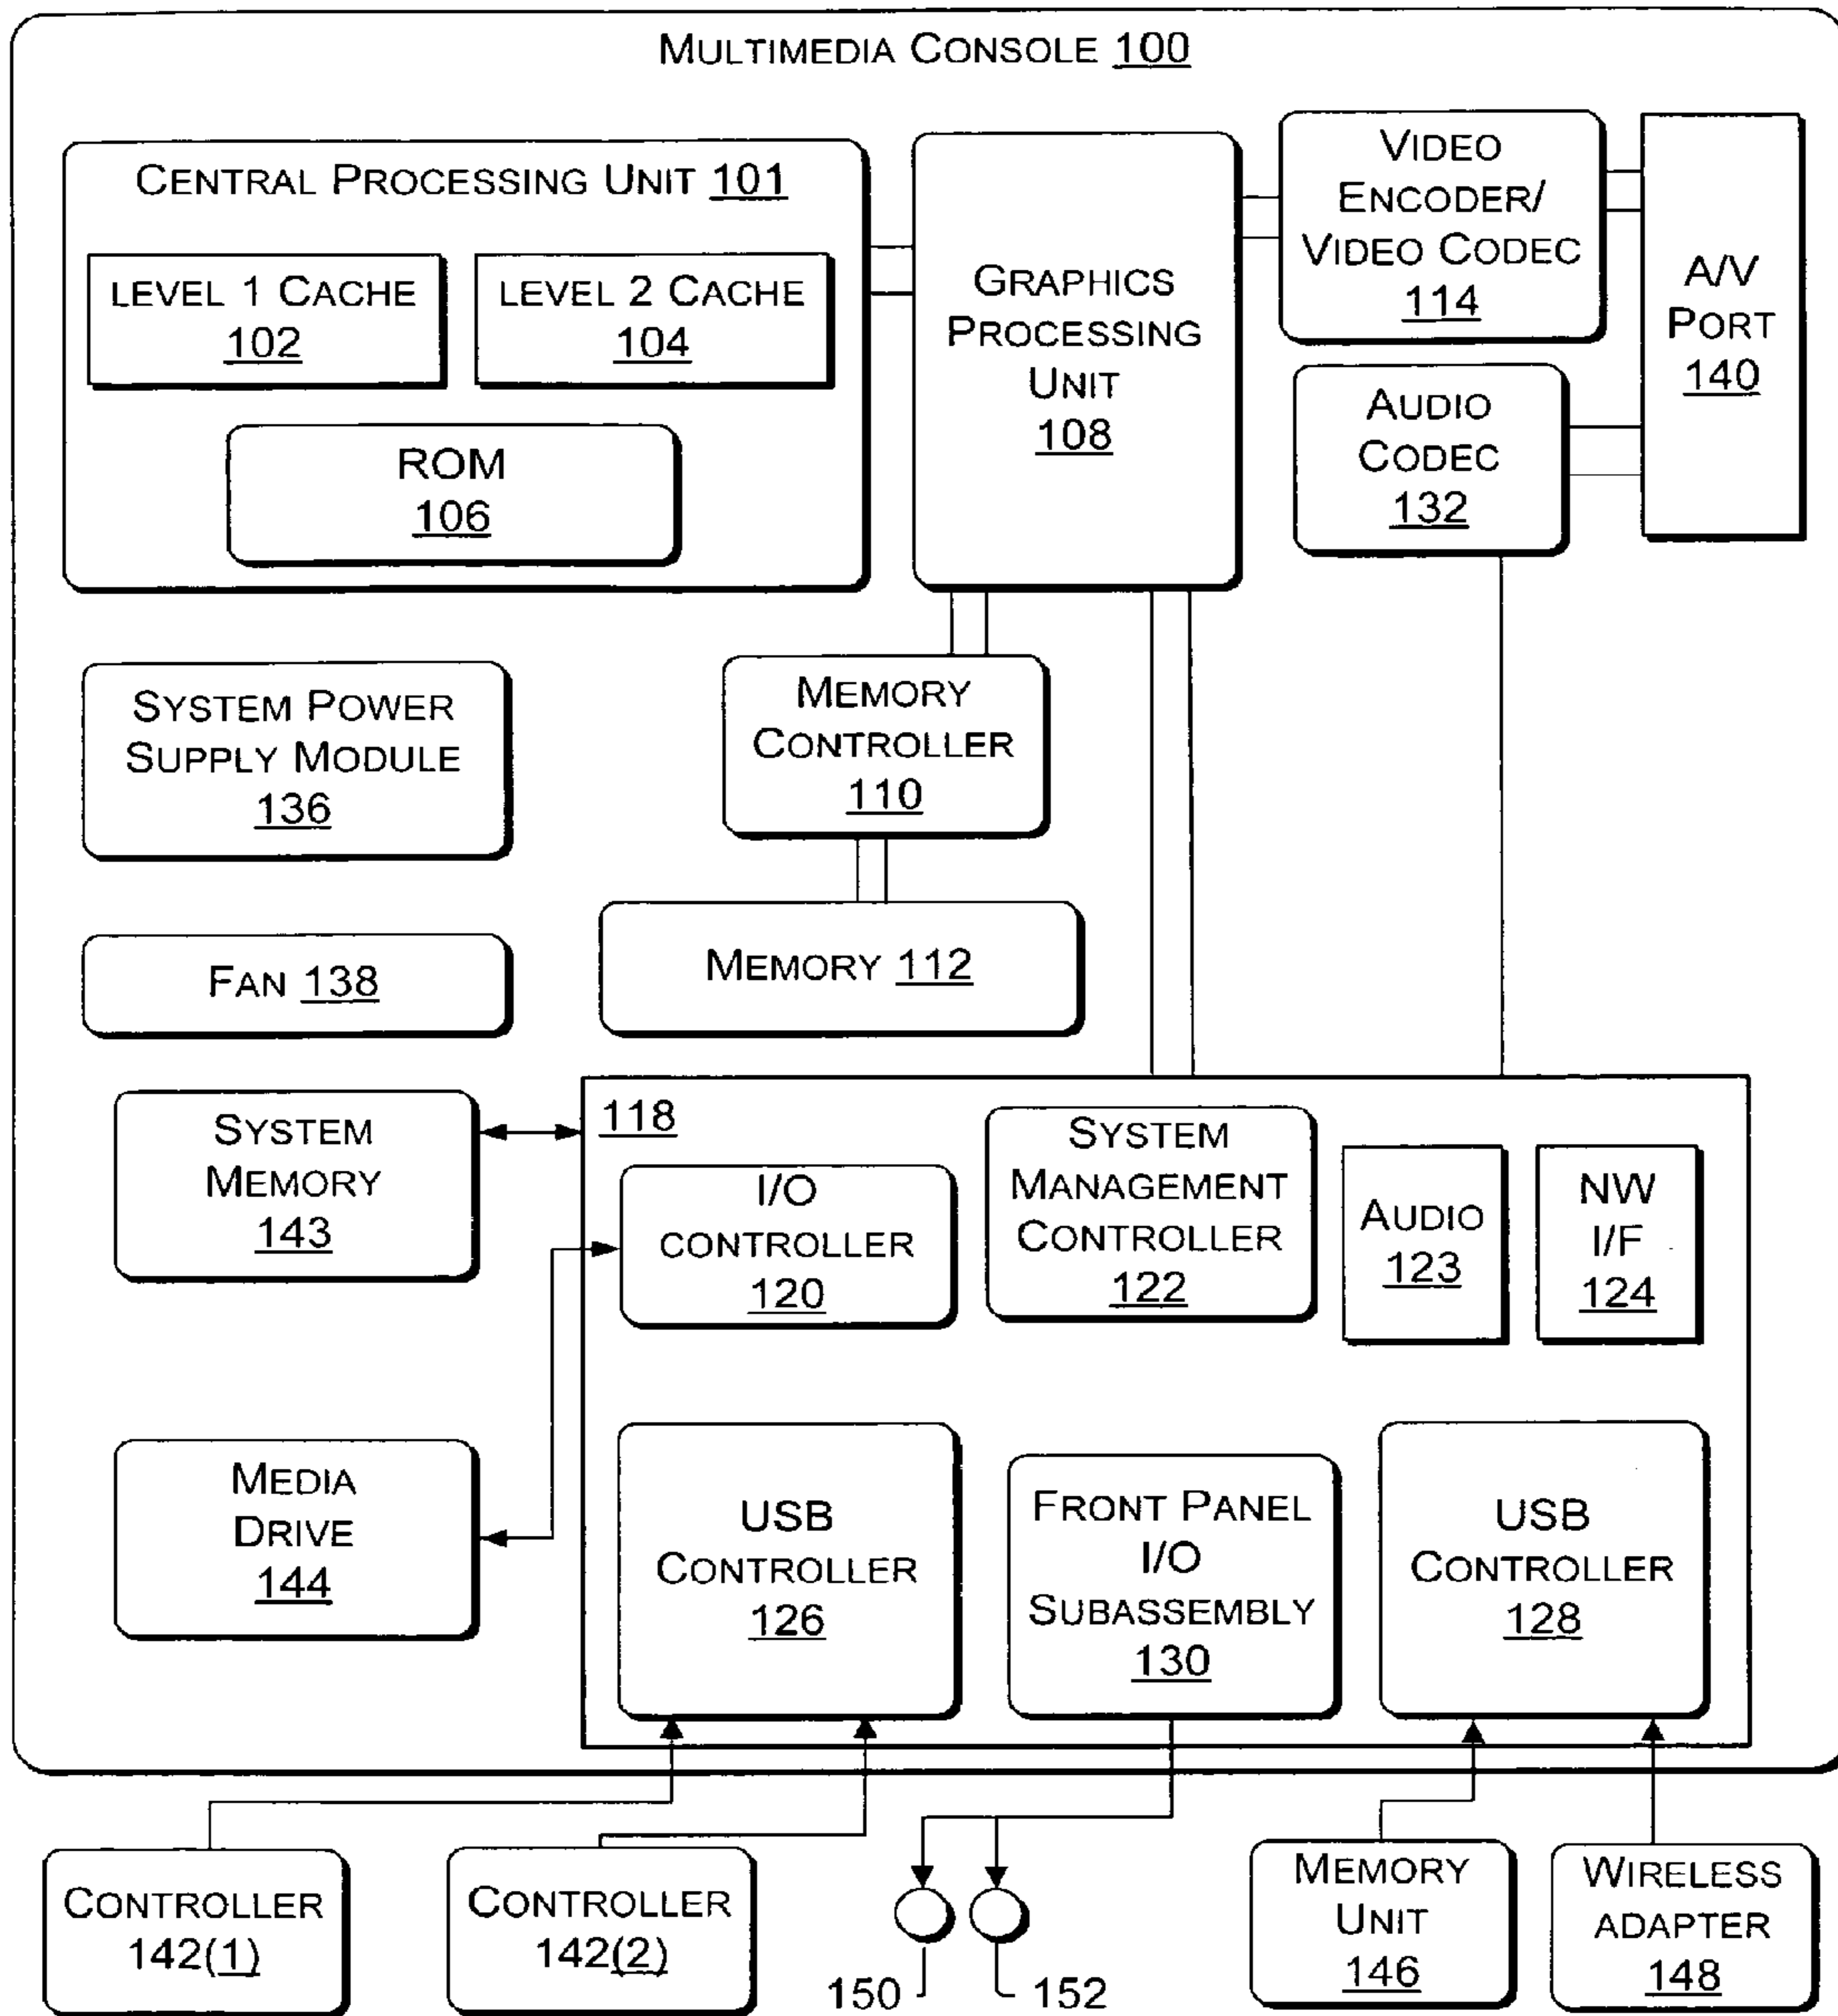 MULTIMEDIA CONSOLE 100
CENTRAL PROCESSING UNIT 101
LEVEL 1 CACHE
102
LEVEL 2 CACHE
104
ROM
106
GRAPHICS
PROCESSING
UNIT
108
VIDEO
ENCODER/
VIDEO CODEC
114
A/V
PORT
140
AUDIO
CODEC
132
SYSTEM POWER
SUPPLY MODULE
136
MEMORY
CONTROLLER
110
FAN 138
MEMORY 112
SYSTEM
MEMORY
143
118
I/O
CONTROLLER
120
SYSTEM
MANAGEMENT
CONTROLLER
122
AUDIO
123
NW
I/F
124
MEDIA
DRIVE
144
USB
CONTROLLER
126
FRONT PANEL
I/O
SUBASSEMBLY
130
USB
CONTROLLER
128
CONTROLLER
142(1)
CONTROLLER
142(2)
150
152
MEMORY
UNIT
146
WIRELESS
ADAPTER
148